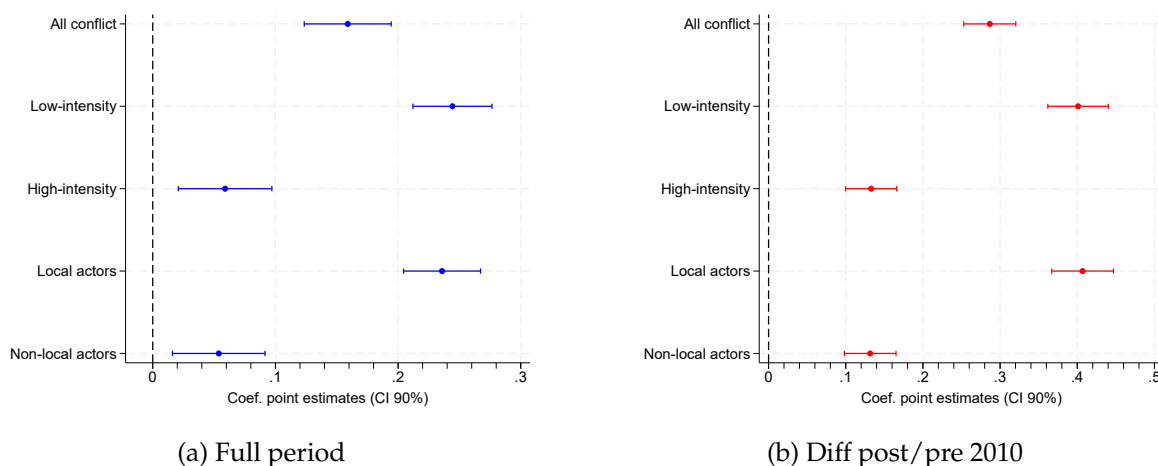 All conflict
Low-intensity
High-intensity
Local actors
Non-local actors
0 .1 .2 .3
Coef. point estimates (CI 90%)
(a) Full period
All conflict
Low-intensity
High-intensity
Local actors
Non-local actors
0 .1 .2 .3 .4 .5
Coef. point estimates (CI 90%)
(b) Diff post/pre 2010